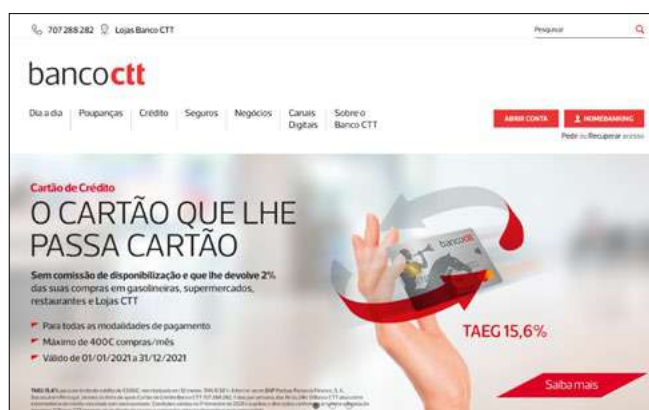 707 288 282 Lojas Banco CTT
Pesquisar
bancoctt
Dia a dia Poupanças Crédito Seguros Negócios Canais Digitais Sobre o Banco CTT
ABRIR CONTA HOMEBANKING
Pedir ou Recuperar acesso
Cartão de Crédito
O CARTÃO QUE LHE
PASSA CARTÃO
Sem comissão de disponibilização e que lhe devolve 2%
das suas compras em gasolineiras, supermercados,
restaurantes e Lojas CTT
Para todas as modalidades de pagamento
Máximo de 400€ compras/mês
Válido de 01/01/2021 a 31/12/2021
bancoctt
TAEG 15,6%
Saiba mais
TAEG 15,6%